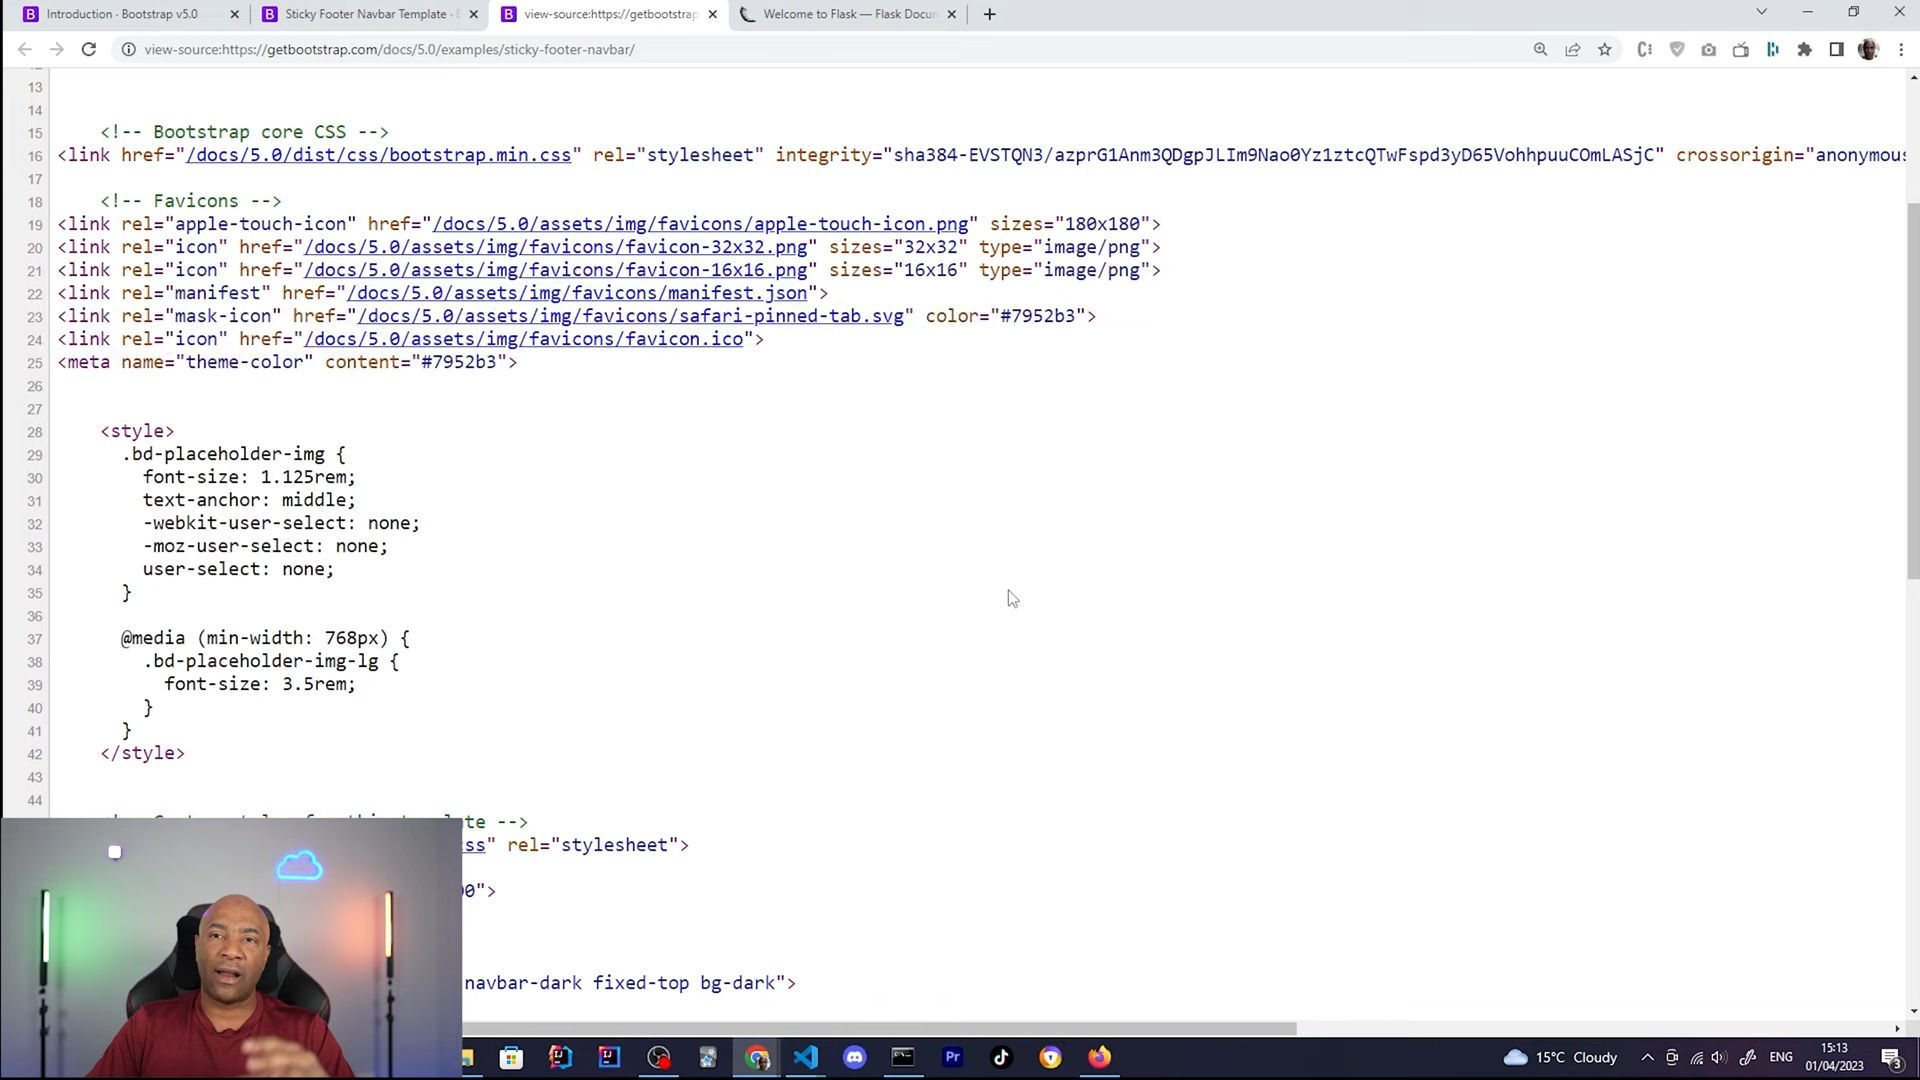 Introduction · Bootstrap v5.0
Sticky Footer Navbar Template ·
view-source:https://getbootstrap
Welcome to Flask — Flask Docum
view-source:https://getbootstrap.com/docs/5.0/examples/sticky-footer-navbar/
13
14
15 <!-- Bootstrap core CSS -->
16 <link href="/docs/5.0/dist/css/bootstrap.min.css" rel="stylesheet" integrity="sha384-EVSTQN3/azprG1Anm3QDgpJLIm9Nao0Yz1ztcQTwFspd3yD65VohhpuuCOmLASjC" crossorigin="anonymous
17
18 <!-- Favicons -->
19 <link rel="apple-touch-icon" href="/docs/5.0/assets/img/favicons/apple-touch-icon.png" sizes="180x180">
20 <link rel="icon" href="/docs/5.0/assets/img/favicons/favicon-32x32.png" sizes="32x32" type="image/png">
21 <link rel="icon" href="/docs/5.0/assets/img/favicons/favicon-16x16.png" sizes="16x16" type="image/png">
22 <link rel="manifest" href="/docs/5.0/assets/img/favicons/manifest.json">
23 <link rel="mask-icon" href="/docs/5.0/assets/img/favicons/safari-pinned-tab.svg" color="#7952b3">
24 <link rel="icon" href="/docs/5.0/assets/img/favicons/favicon.ico">
25 <meta name="theme-color" content="#7952b3">
26
27
28 <style>
29 .bd-placeholder-img {
30 font-size: 1.125rem;
31 text-anchor: middle;
32 -webkit-user-select: none;
33 -moz-user-select: none;
34 user-select: none;
35 }
36
37 @media (min-width: 768px) {
38 .bd-placeholder-img-lg {
39 font-size: 3.5rem;
40 }
41 }
42 </style>
43
44
-->
ss" rel="stylesheet">
">
navbar-dark fixed-top bg-dark">
Pr
15°C Cloudy
ENG
15:13
01/04/2023
3